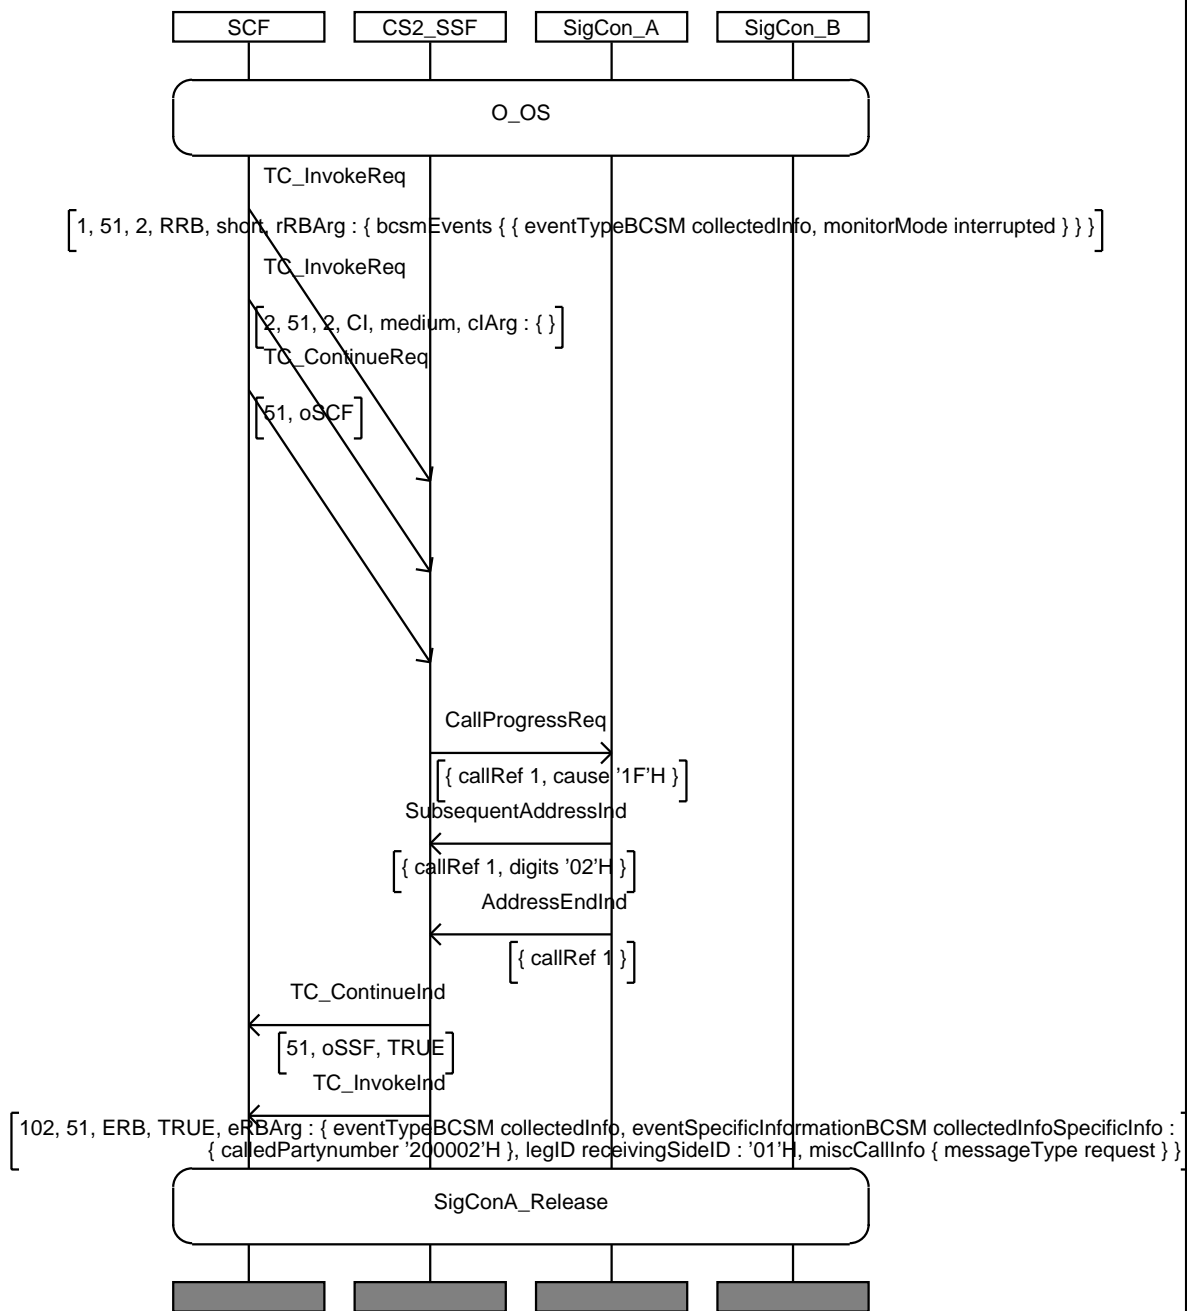 SCF CS2_SSF SigCon_A SigCon_B
O_OS
TC_InvokeReq
1, 51, 2, RRB, short, rRBArg : { bcsmEvents { { eventTypeBCSM collectedInfo, monitorMode interrupted } } }
TC_InvokeReq
2, 51, 2, CI, medium, cIArg : { }
TC_ContinueReq
51, oSCF
CallProgressReq
{ callRef 1, cause '1F'H }
SubsequentAddressInd
{ callRef 1, digits '02'H }
AddressEndInd
{ callRef 1 }
TC_ContinueInd
51, oSSF, TRUE
TC_InvokeInd
102, 51, ERB, TRUE, eRBArg : { eventTypeBCSM collectedInfo, eventSpecificInformationBCSM collectedInfoSpecificInfo :
{ calledPartynumber '200002'H }, legID receivingSideID : '01'H, miscCallInfo { messageType request } }
SigConA_Release